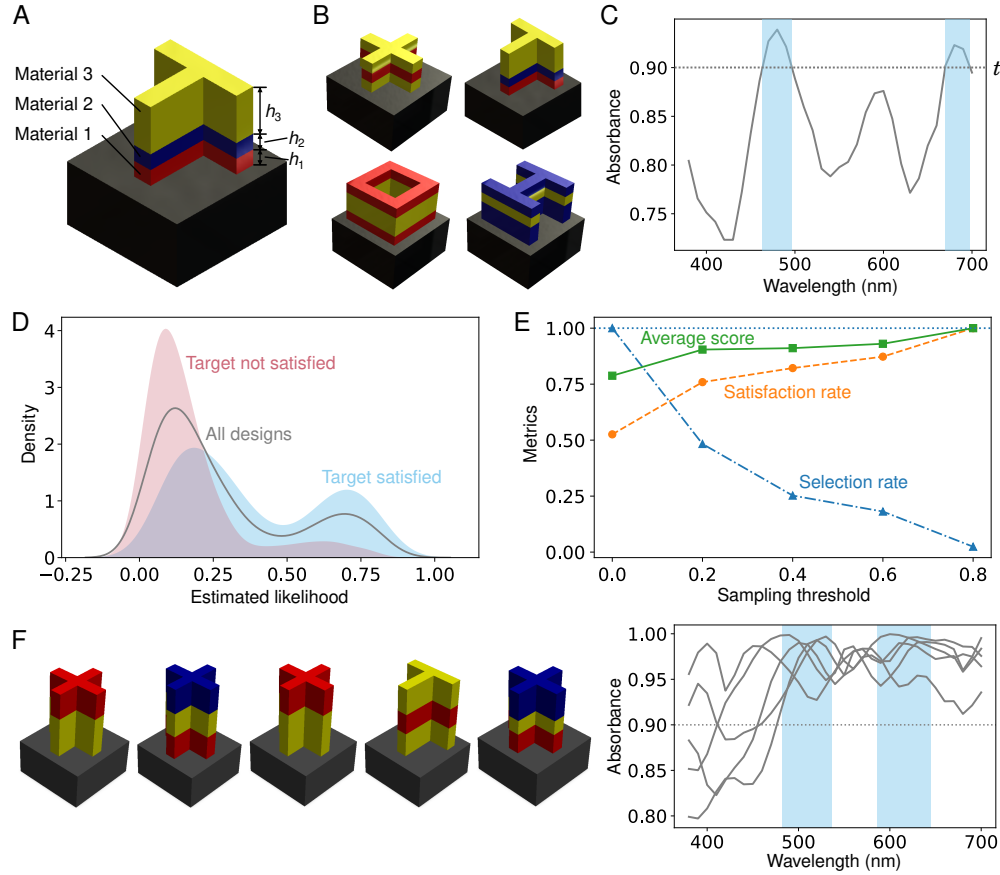 A
Material 3
Material 2
Material 1
h3
h2
h1
B
C
Absorbance
0.90
0.85
0.80
0.75
t
400
500
600
700
Wavelength (nm)
D
Density
4
3
2
1
0
Target not satisfied
All designs
Target satisfied
−0.25
0.00
0.25
0.50
0.75
1.00
Estimated likelihood
E
Metrics
1.00
0.75
0.50
0.25
0.00
Average score
Satisfaction rate
Selection rate
0.0
0.2
0.4
0.6
0.8
Sampling threshold
F
Absorbance
1.00
0.95
0.90
0.85
0.80
400
500
600
700
Wavelength (nm)